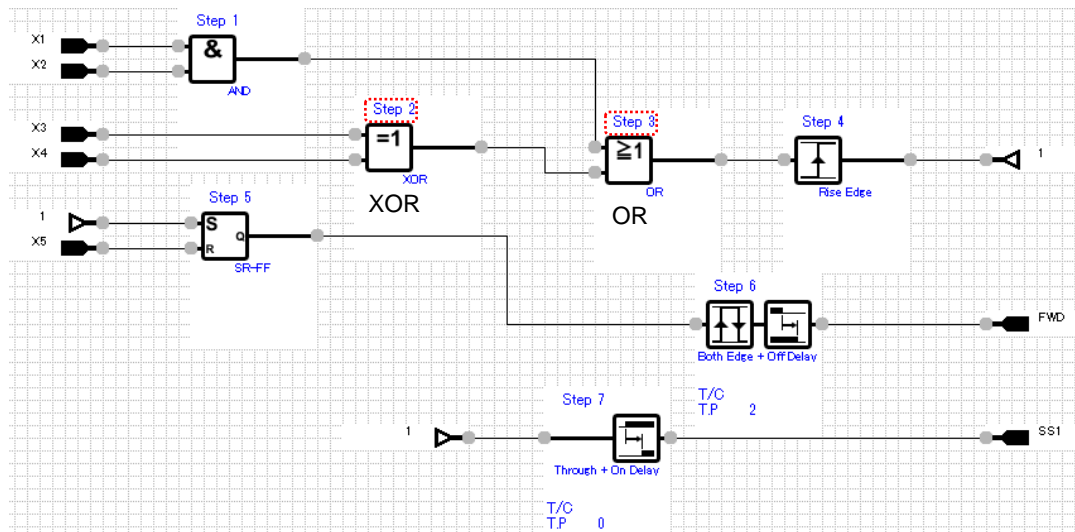 Step 1
X1
&
X2
AND
Step 2
Step 3
Step 4
X3
=1
≧1
1
X4
XOR
OR
Rise Edge
XOR
OR
Step 5
1
S
Q
X5
R
SR-FF
Step 6
FWD
Both Edge + Off Delay
T/C
T.P 2
Step 7
1
SS1
Through + On Delay
T/C
T.P 0